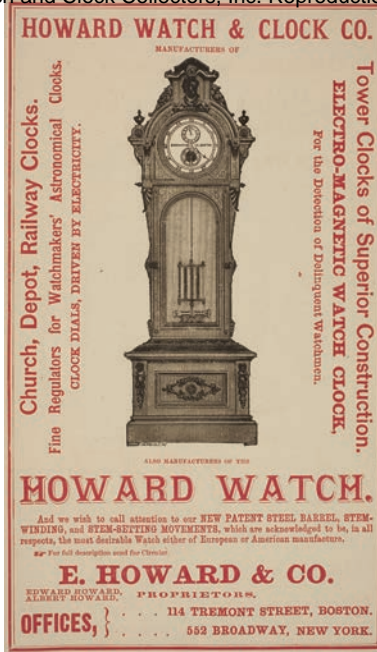 and Clock Collectors, Inc. Reproductio
HOWARD WATCH & CLOCK CO.
MANUFACTURERS OF
Church, Depot, Railway Clocks.
Fine Regulators for Watchmakers' Astronomical Clocks.
CLOCK DIALS, DRIVEN BY ELECTRICITY.
Tower Clocks of Superior Construction.
ELECTRO-MAGNETIC WATCH CLOCK,
For the Detection of Delinquent Watchmen.
ALSO MANUFACTURERS OF THE
HOWARD WATCH.
And we wish to call attention to our NEW PATENT STEEL BARREL, STEM-
WINDING, and STEM-SETTING MOVEMENTS, which are acknowledged to be, in all
respects, the most desirable Watch either of European or American manufacture.
☞ For full description send for Circular.
E. HOWARD & CO.
EDWARD HOWARD,
ALBERT HOWARD,
PROPRIETORS,
OFFICES, } . . . . 114 TREMONT STREET, BOSTON.
. . . . . 552 BROADWAY, NEW YORK.